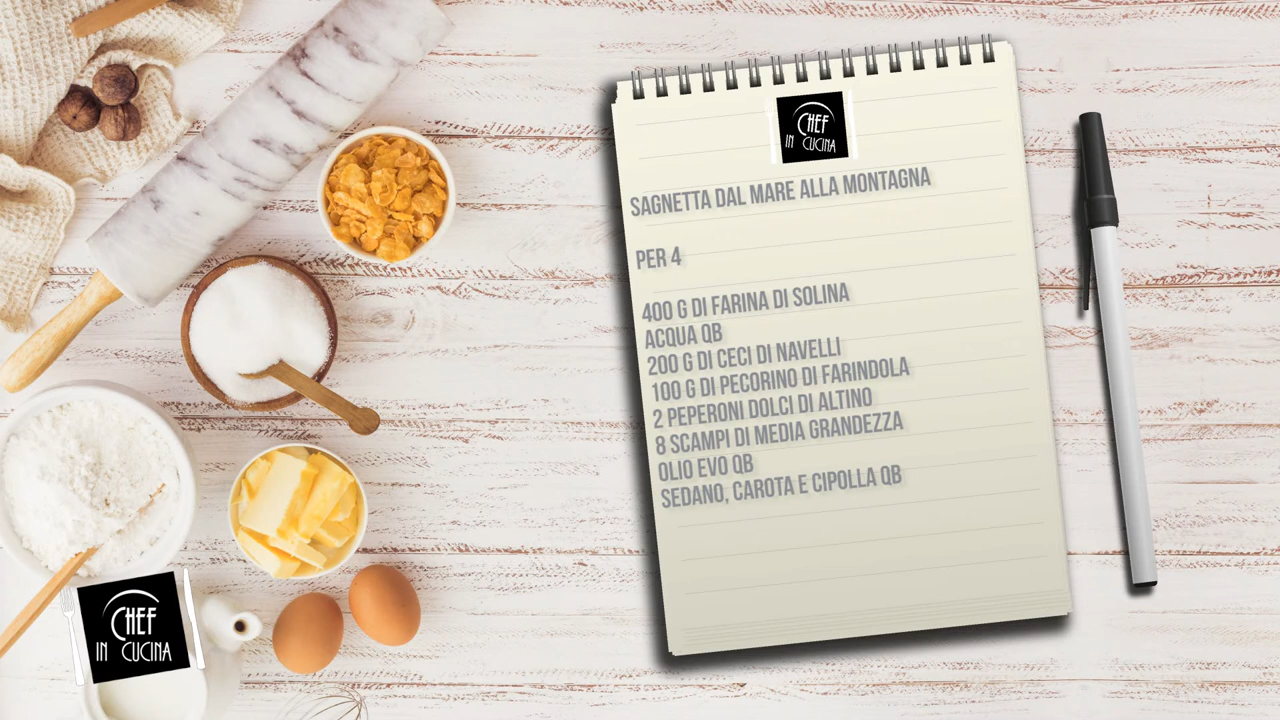 CHEF
IN CUCINA
SAGNETTA DAL MARE ALLA MONTAGNA
PER 4
400 G DI FARINA DI SOLINA
ACQUA QB
200 G DI CECI DI NAVELLI
100 G DI PECORINO DI FARINDOLA
2 PEPERONI DOLCI DI ALTINO
8 SCAMPI DI MEDIA GRANDEZZA
OLIO EVO QB
SEDANO, CAROTA E CIPOLLA QB
CHEF
IN CUCINA